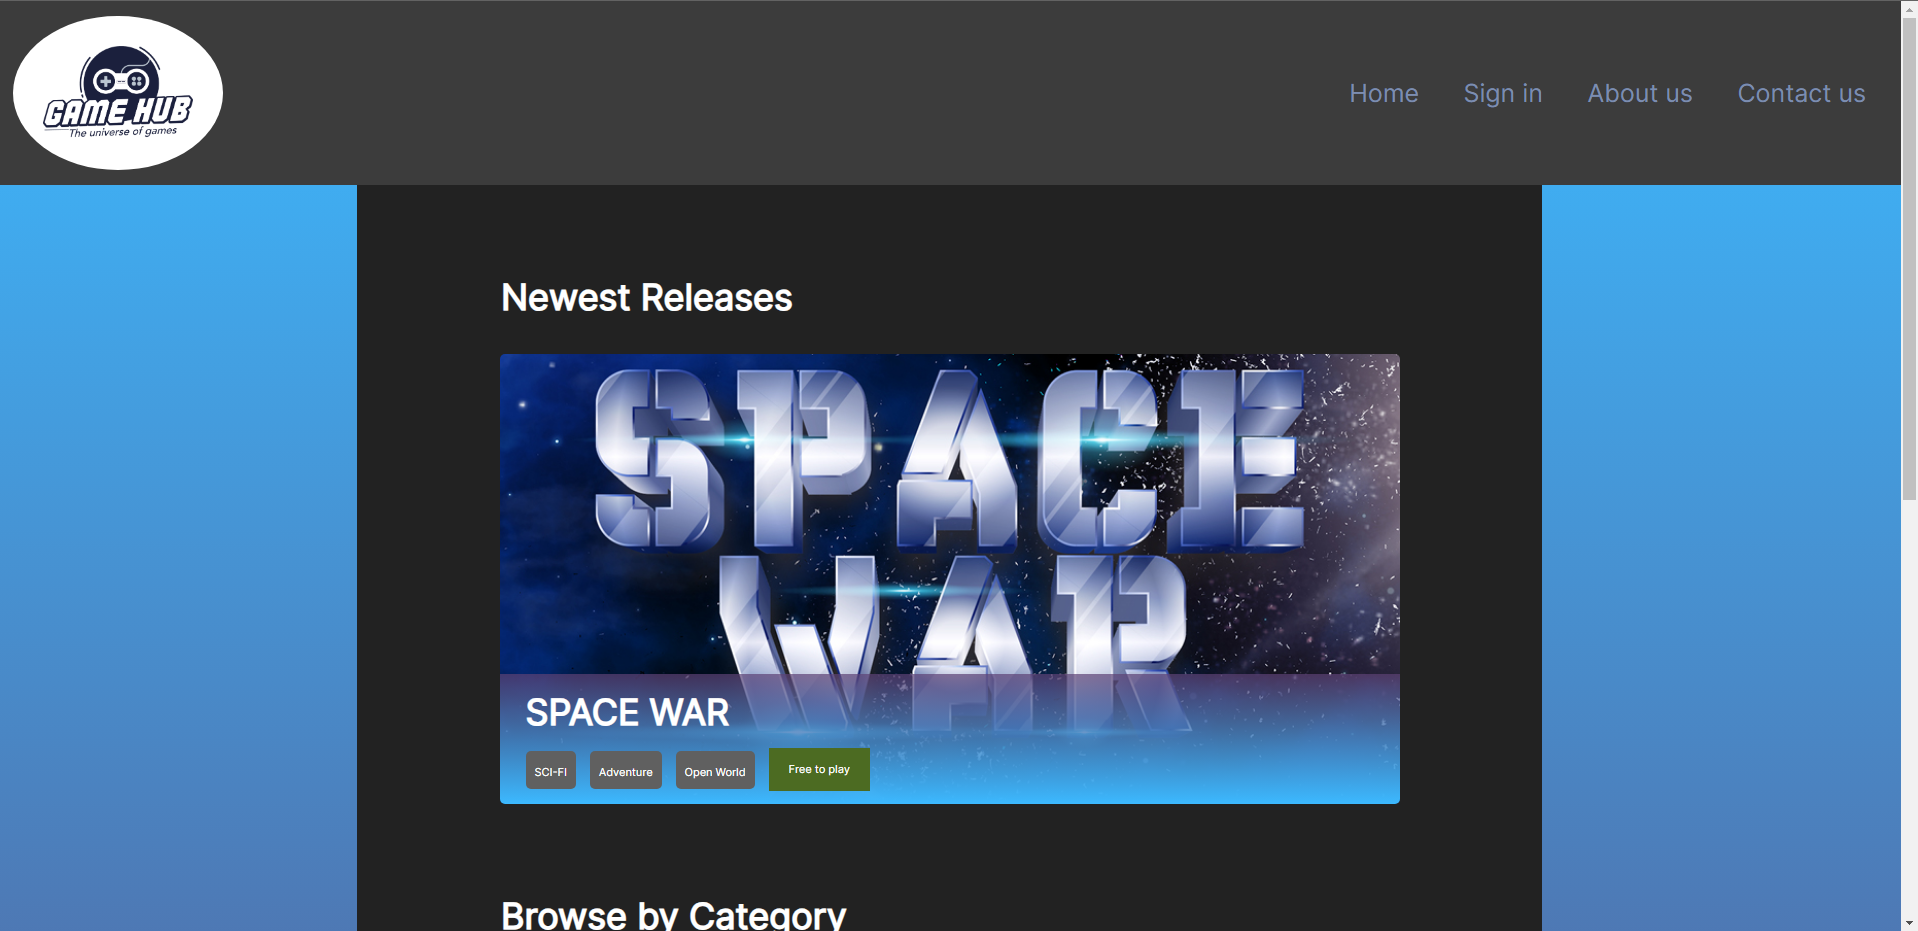 GAME HUB
The universe of games
Home Sign in About us Contact us
Newest Releases
SPACE
WAR
SPACE WAR
SCI-FI Adventure Open World Free to play
Browse by Category